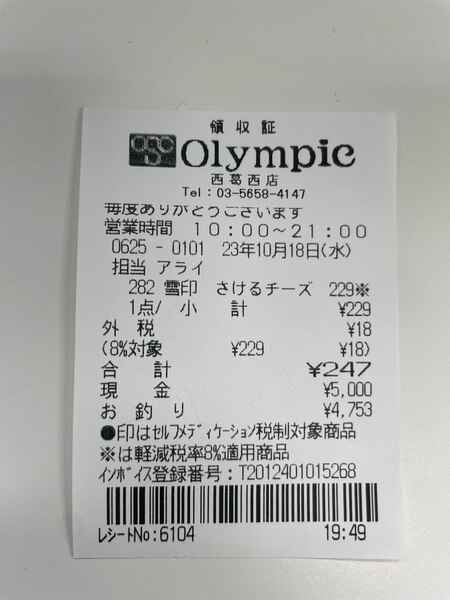 領収証
Olympic
西葛西店
Tel:03-5658-4147
毎度ありがとうございます
営業時間 10:00~21:00
0625 - 0101 23年10月18日(水)
担当 アライ
282 雪印 さけるチーズ 229※
1点/ 小 計 ¥229
外 税 ¥18
(8%対象 ¥229 ¥18)
合 計 ¥247
現 金 ¥5,000
お 釣 り ¥4,753
●印はセルフメディケーション税制対象商品
※は軽減税率8%適用商品
インボイス登録番号:T2012401015268
レシートNo:6104 19:49